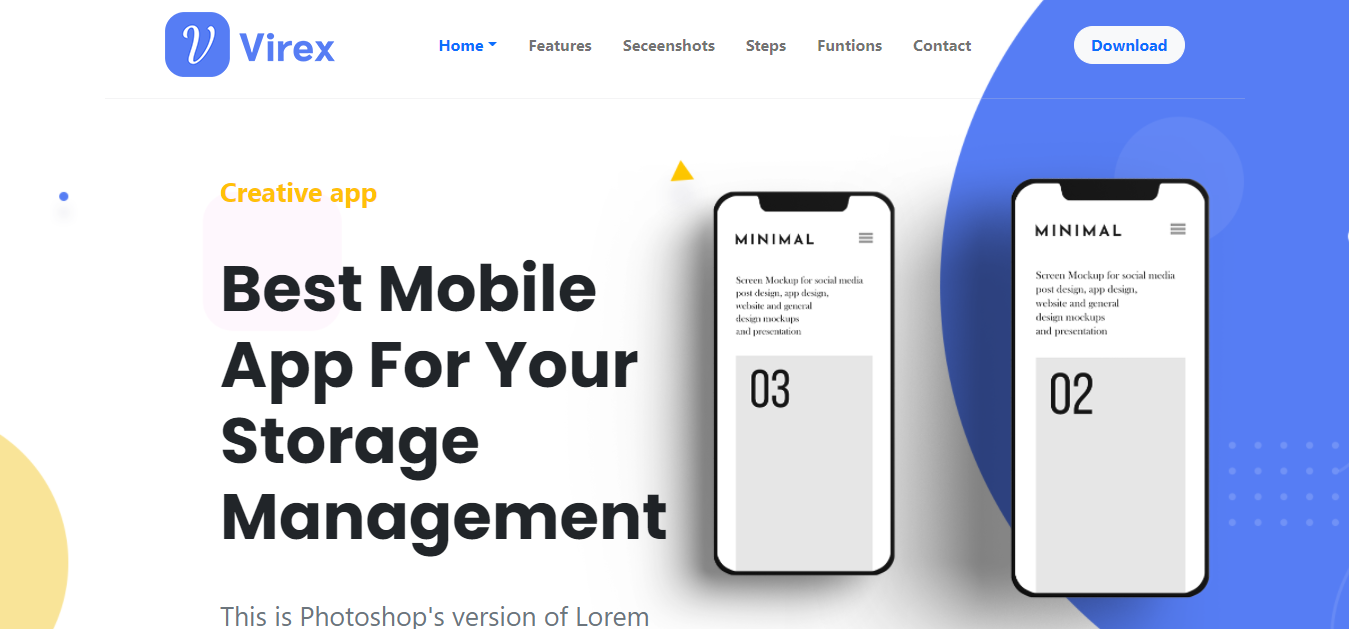 V Virex
Home Features Seceenshots Steps Funtions Contact
Download
Creative app
Best Mobile
App For Your
Storage
Management
This is Photoshop's version of Lorem
MINIMAL
Screen Mockup for social media
post design, app design,
website and general
design mockups
and presentation
03
MINIMAL
Screen Mockup for social media
post design, app design,
website and general
design mockups
and presentation
02